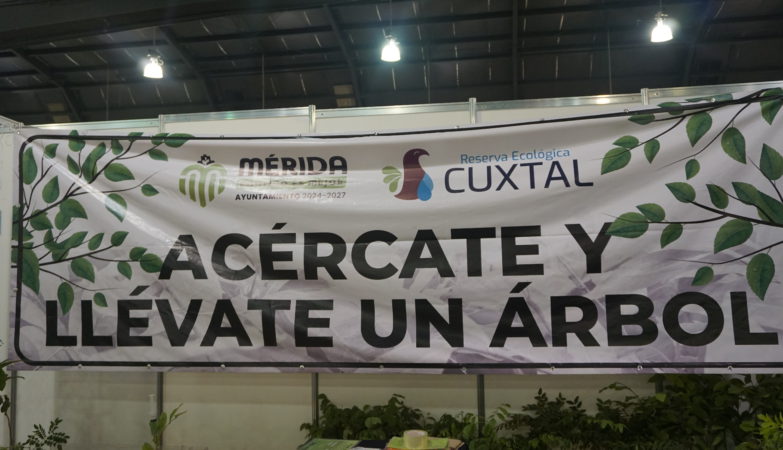 MÉRIDA
AYUNTAMIENTO 2024-2027
Reserva Ecológica
CUXTAL
ACÉRCATE Y
LLÉVATE UN ÁRBOL